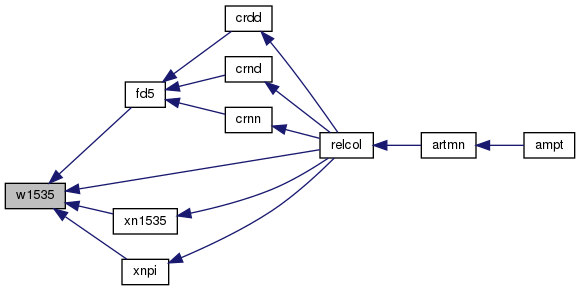 crdd
crnd
fd5
crnn
relcol
artmn
ampt
w1535
xn1535
xnpi